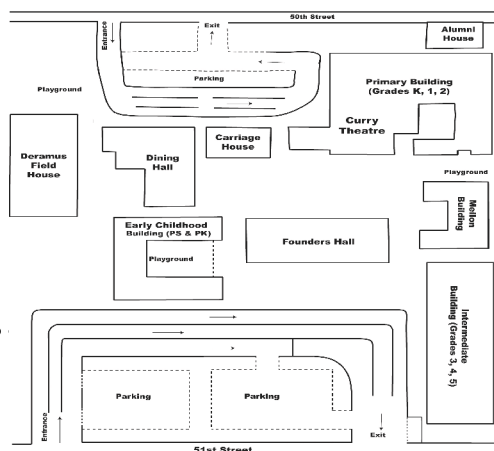 50th Street
Entrance
Exit
Alumni
House
Parking
Playground
Primary Building
(Grades K, 1, 2)
Curry
Theatre
Deramus
Field
House
Dining
Hall
Carriage
House
Playground
Mellon
Building
Early Childhood
Building (PS & PK)
Playground
Founders Hall
Intermediate
Building (Grades 3, 4, 5)
Parking
Parking
Entrance
Exit
51st Street